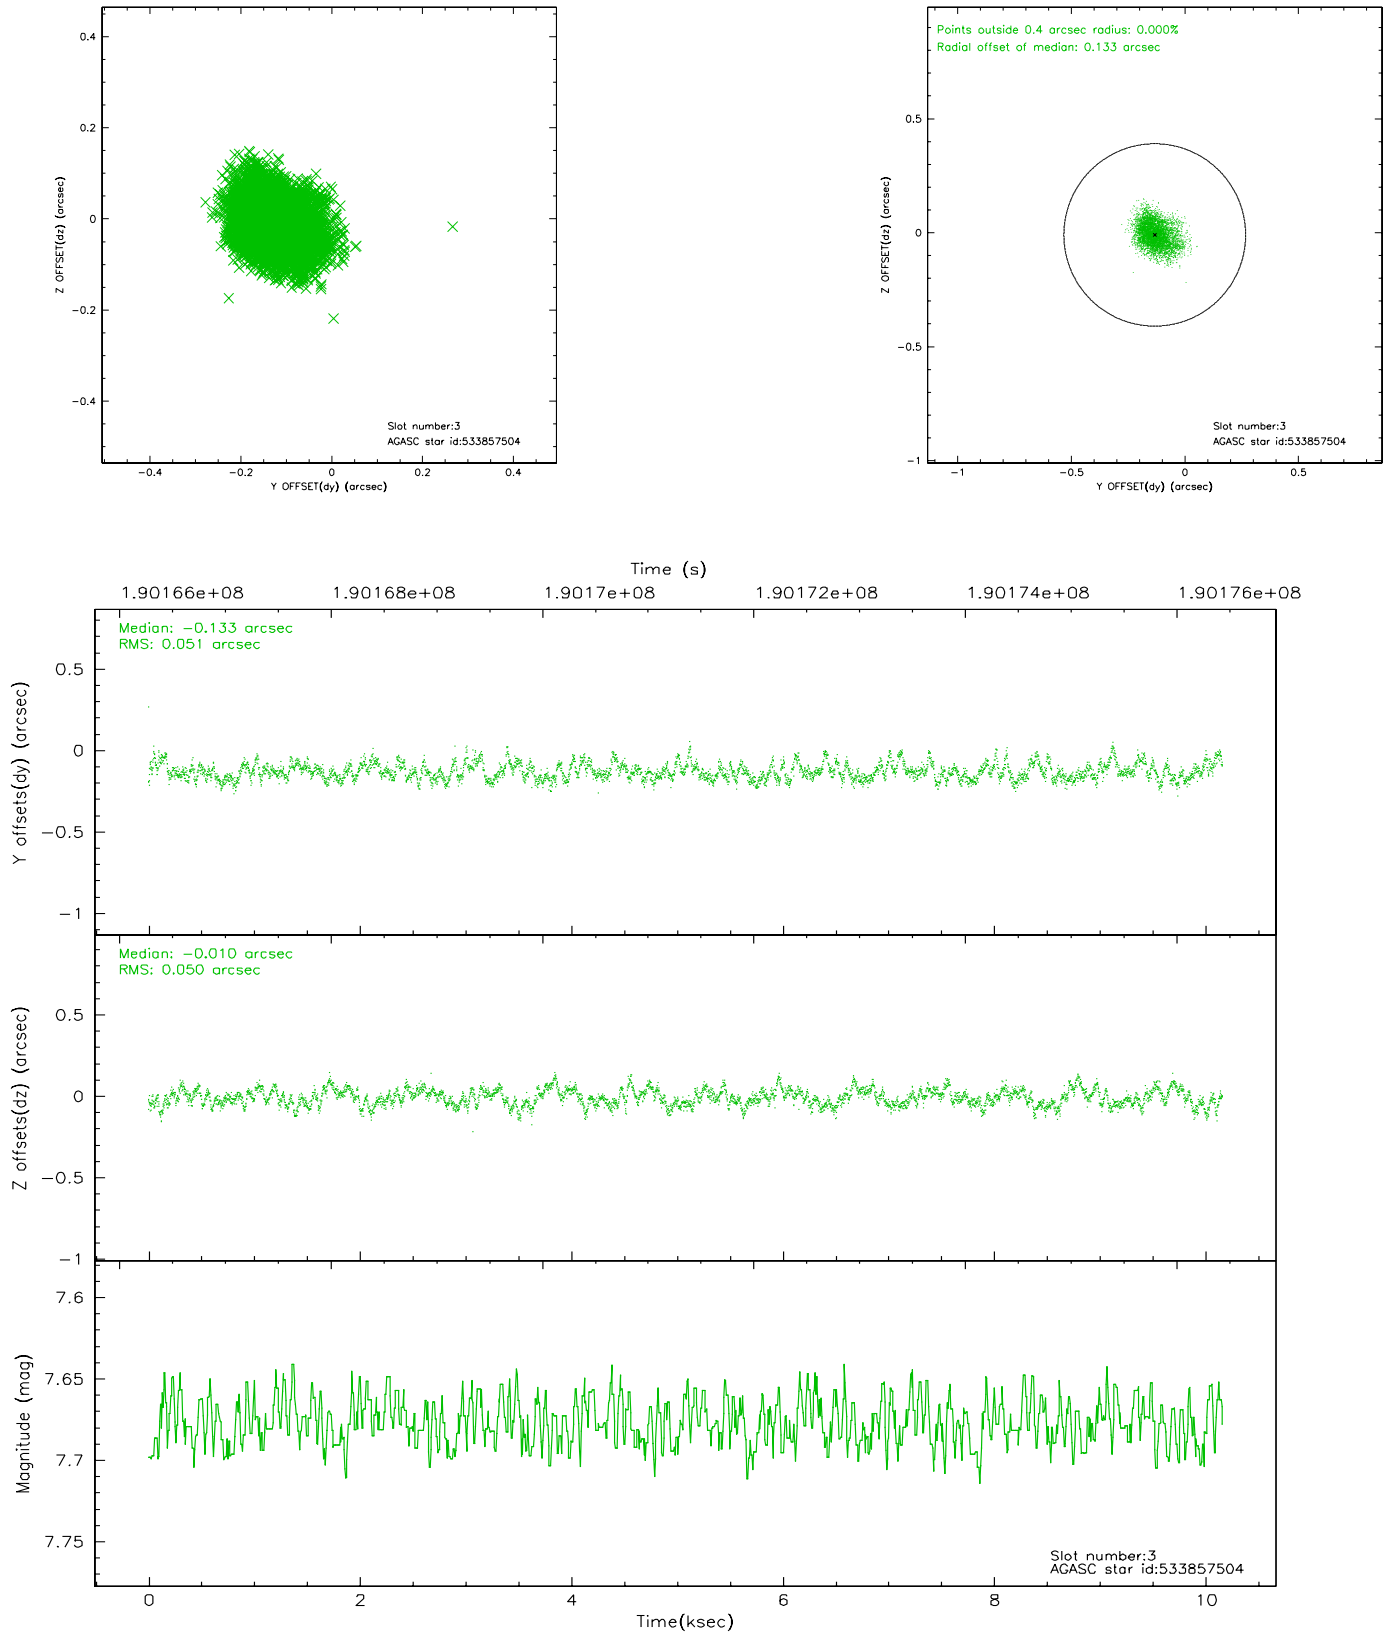 0.4
0.2
0
−0.2
−0.4
Z OFFSET(dz) (arcsec)
−0.4 −0.2 0 0.2 0.4
Y OFFSET(dy) (arcsec)
Slot number:3
AGASC star id:533857504
Points outside 0.4 arcsec radius: 0.000%
Radial offset of median: 0.133 arcsec
0.5
0
−0.5
−1
Z OFFSET(dz) (arcsec)
−1 −0.5 0 0.5
Y OFFSET(dy) (arcsec)
Slot number:3
AGASC star id:533857504
Time (s)
1.90166e+08 1.90168e+08 1.9017e+08 1.90172e+08 1.90174e+08 1.90176e+08
Median: −0.133 arcsec
RMS: 0.051 arcsec
0.5
0
−0.5
−1
Y offsets(dy) (arcsec)
Median: −0.010 arcsec
RMS: 0.050 arcsec
0.5
0
−0.5
−1
Z offsets(dz) (arcsec)
7.6
7.65
7.7
7.75
Magnitude (mag)
Slot number:3
AGASC star id:533857504
0 2 4 6 8 10
Time(ksec)